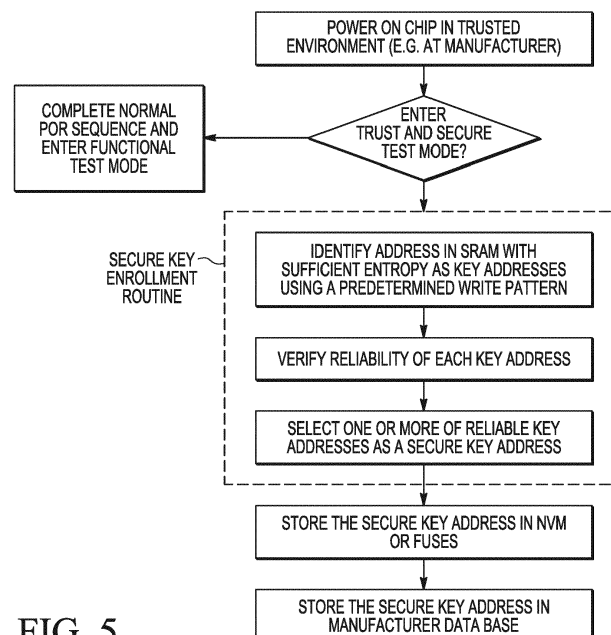 POWER ON CHIP IN TRUSTED
ENVIRONMENT (E.G. AT MANUFACTURER)
ENTER
TRUST AND SECURE
TEST MODE?
COMPLETE NORMAL
POR SEQUENCE AND
ENTER FUNCTIONAL
TEST MODE
SECURE KEY
ENROLLMENT
ROUTINE
IDENTIFY ADDRESS IN SRAM WITH
SUFFICIENT ENTROPY AS KEY ADDRESSES
USING A PREDETERMINED WRITE PATTERN
VERIFY RELIABILITY OF EACH KEY ADDRESS
SELECT ONE OR MORE OF RELIABLE KEY
ADDRESSES AS A SECURE KEY ADDRESS
STORE THE SECURE KEY ADDRESS IN NVM
OR FUSES
STORE THE SECURE KEY ADDRESS IN
MANUFACTURER DATA BASE
FIG. 5